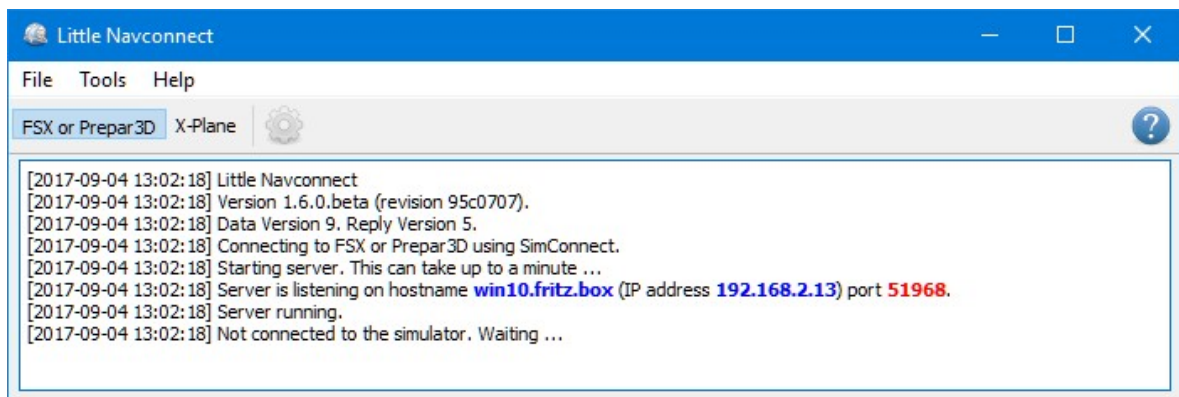 Little Navconnect
File Tools Help
FSX or Prepar3D X-Plane
?
[2017-09-04 13:02:18] Little Navconnect
[2017-09-04 13:02:18] Version 1.6.0.beta (revision 95c0707).
[2017-09-04 13:02:18] Data Version 9. Reply Version 5.
[2017-09-04 13:02:18] Connecting to FSX or Prepar3D using SimConnect.
[2017-09-04 13:02:18] Starting server. This can take up to a minute ...
[2017-09-04 13:02:18] Server is listening on hostname win10.fritz.box (IP address 192.168.2.13) port 51968.
[2017-09-04 13:02:18] Server running.
[2017-09-04 13:02:18] Not connected to the simulator. Waiting ...